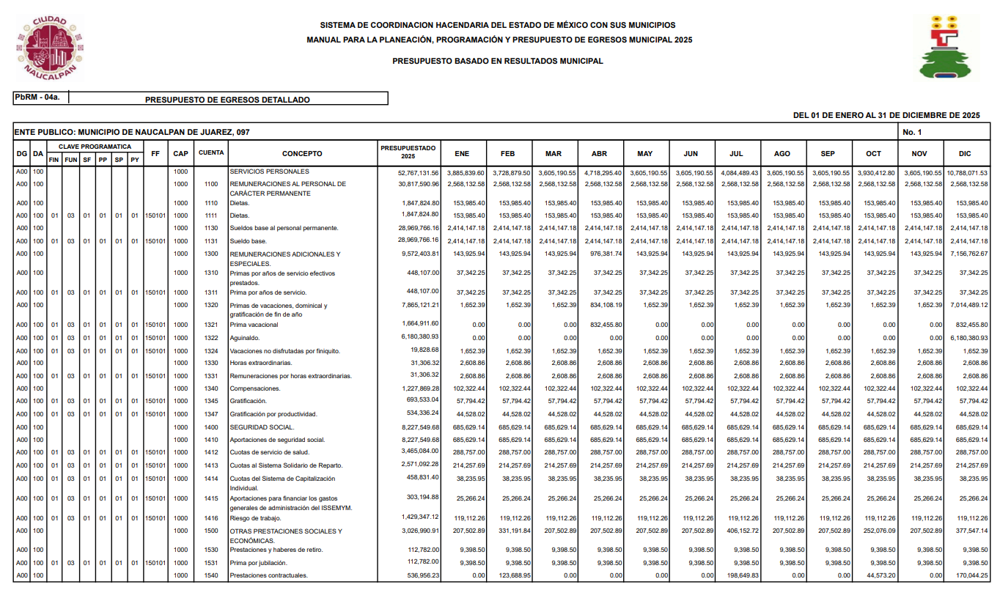 CIUDAD
NAUCALPAN
SISTEMA DE COORDINACION HACENDARIA DEL ESTADO DE MÉXICO CON SUS MUNICIPIOS
MANUAL PARA LA PLANEACIÓN, PROGRAMACIÓN Y PRESUPUESTO DE EGRESOS MUNICIPAL 2025
PRESUPUESTO BASADO EN RESULTADOS MUNICIPAL
PbRM - 04a. PRESUPUESTO DE EGRESOS DETALLADO
DEL 01 DE ENERO AL 31 DE DICIEMBRE DE 2025
ENTE PUBLICO: MUNICIPIO DE NAUCALPAN DE JUAREZ, 097 No. 1
DG DA CLAVE PROGRAMATICA FF CAP CUENTA CONCEPTO PRESUPUESTADO 2025 ENE FEB MAR ABR MAY JUN JUL AGO SEP OCT NOV DIC
FIN FUN SF PP SP PY
A00 100 1000 SERVICIOS PERSONALES 52,767,131.56 3,885,839.60 3,728,879.50 3,605,190.55 4,718,295.40 3,605,190.55 3,605,190.55 4,084,489.43 3,605,190.55 3,605,190.55 3,930,412.80 3,605,190.55 10,788,071.53
A00 100 1000 1100 REMUNERACIONES AL PERSONAL DE 30,817,590.96 2,568,132.58 2,568,132.58 2,568,132.58 2,568,132.58 2,568,132.58 2,568,132.58 2,568,132.58 2,568,132.58 2,568,132.58 2,568,132.58 2,568,132.58 2,568,132.58
CARÁCTER PERMANENTE
A00 100 1000 1110 Dietas. 1,847,824.80 153,985.40 153,985.40 153,985.40 153,985.40 153,985.40 153,985.40 153,985.40 153,985.40 153,985.40 153,985.40 153,985.40 153,985.40
A00 100 01 03 01 01 01 01 150101 1000 1111 Dietas. 1,847,824.80 153,985.40 153,985.40 153,985.40 153,985.40 153,985.40 153,985.40 153,985.40 153,985.40 153,985.40 153,985.40 153,985.40 153,985.40
A00 100 1000 1130 Sueldos base al personal permanente. 28,969,766.16 2,414,147.18 2,414,147.18 2,414,147.18 2,414,147.18 2,414,147.18 2,414,147.18 2,414,147.18 2,414,147.18 2,414,147.18 2,414,147.18 2,414,147.18 2,414,147.18
A00 100 01 03 01 01 01 01 150101 1000 1131 Sueldo base. 28,969,766.16 2,414,147.18 2,414,147.18 2,414,147.18 2,414,147.18 2,414,147.18 2,414,147.18 2,414,147.18 2,414,147.18 2,414,147.18 2,414,147.18 2,414,147.18 2,414,147.18
A00 100 1000 1300 REMUNERACIONES ADICIONALES Y 9,572,403.81 143,925.94 143,925.94 143,925.94 976,381.74 143,925.94 143,925.94 143,925.94 143,925.94 143,925.94 143,925.94 143,925.94 7,156,762.67
ESPECIALES.
A00 100 1000 1310 Primas por años de servicio efectivos 448,107.00 37,342.25 37,342.25 37,342.25 37,342.25 37,342.25 37,342.25 37,342.25 37,342.25 37,342.25 37,342.25 37,342.25 37,342.25
prestados.
A00 100 01 03 01 01 01 01 150101 1000 1311 Prima por años de servicio. 448,107.00 37,342.25 37,342.25 37,342.25 37,342.25 37,342.25 37,342.25 37,342.25 37,342.25 37,342.25 37,342.25 37,342.25 37,342.25
A00 100 1000 1320 Primas de vacaciones, dominical y 7,865,121.21 1,652.39 1,652.39 1,652.39 834,108.19 1,652.39 1,652.39 1,652.39 1,652.39 1,652.39 1,652.39 1,652.39 7,014,489.12
gratificación de fin de año
A00 100 01 03 01 01 01 01 150101 1000 1321 Prima vacacional 1,664,911.60 0.00 0.00 0.00 832,455.80 0.00 0.00 0.00 0.00 0.00 0.00 0.00 832,455.80
A00 100 01 03 01 01 01 01 150101 1000 1322 Aguinaldo. 6,180,380.93 0.00 0.00 0.00 0.00 0.00 0.00 0.00 0.00 0.00 0.00 0.00 6,180,380.93
A00 100 01 03 01 01 01 01 150101 1000 1324 Vacaciones no disfrutadas por finiquito. 19,828.68 1,652.39 1,652.39 1,652.39 1,652.39 1,652.39 1,652.39 1,652.39 1,652.39 1,652.39 1,652.39 1,652.39 1,652.39
A00 100 1000 1330 Horas extraordinarias. 31,306.32 2,608.86 2,608.86 2,608.86 2,608.86 2,608.86 2,608.86 2,608.86 2,608.86 2,608.86 2,608.86 2,608.86 2,608.86
A00 100 01 03 01 01 01 01 150101 1000 1331 Remuneraciones por horas extraordinarias. 31,306.32 2,608.86 2,608.86 2,608.86 2,608.86 2,608.86 2,608.86 2,608.86 2,608.86 2,608.86 2,608.86 2,608.86 2,608.86
A00 100 1000 1340 Compensaciones. 1,227,869.28 102,322.44 102,322.44 102,322.44 102,322.44 102,322.44 102,322.44 102,322.44 102,322.44 102,322.44 102,322.44 102,322.44 102,322.44
A00 100 01 03 01 01 01 01 150101 1000 1345 Gratificación. 693,533.04 57,794.42 57,794.42 57,794.42 57,794.42 57,794.42 57,794.42 57,794.42 57,794.42 57,794.42 57,794.42 57,794.42 57,794.42
A00 100 01 03 01 01 01 01 150101 1000 1347 Gratificación por productividad. 534,336.24 44,528.02 44,528.02 44,528.02 44,528.02 44,528.02 44,528.02 44,528.02 44,528.02 44,528.02 44,528.02 44,528.02 44,528.02
A00 100 1000 1400 SEGURIDAD SOCIAL. 8,227,549.68 685,629.14 685,629.14 685,629.14 685,629.14 685,629.14 685,629.14 685,629.14 685,629.14 685,629.14 685,629.14 685,629.14 685,629.14
A00 100 1000 1410 Aportaciones de seguridad social. 8,227,549.68 685,629.14 685,629.14 685,629.14 685,629.14 685,629.14 685,629.14 685,629.14 685,629.14 685,629.14 685,629.14 685,629.14 685,629.14
A00 100 01 03 01 01 01 01 150101 1000 1412 Cuotas de servicio de salud. 3,465,084.00 288,757.00 288,757.00 288,757.00 288,757.00 288,757.00 288,757.00 288,757.00 288,757.00 288,757.00 288,757.00 288,757.00 288,757.00
A00 100 01 03 01 01 01 01 150101 1000 1413 Cuotas al Sistema Solidario de Reparto. 2,571,092.28 214,257.69 214,257.69 214,257.69 214,257.69 214,257.69 214,257.69 214,257.69 214,257.69 214,257.69 214,257.69 214,257.69 214,257.69
A00 100 01 03 01 01 01 01 150101 1000 1414 Cuotas del Sistema de Capitalización 458,831.40 38,235.95 38,235.95 38,235.95 38,235.95 38,235.95 38,235.95 38,235.95 38,235.95 38,235.95 38,235.95 38,235.95 38,235.95
Individual.
A00 100 01 03 01 01 01 01 150101 1000 1415 Aportaciones para financiar los gastos 303,194.88 25,266.24 25,266.24 25,266.24 25,266.24 25,266.24 25,266.24 25,266.24 25,266.24 25,266.24 25,266.24 25,266.24 25,266.24
generales de administración del ISSEMYM.
A00 100 01 03 01 01 01 01 150101 1000 1416 Riesgo de trabajo. 1,429,347.12 119,112.26 119,112.26 119,112.26 119,112.26 119,112.26 119,112.26 119,112.26 119,112.26 119,112.26 119,112.26 119,112.26 119,112.26
A00 100 1000 1500 OTRAS PRESTACIONES SOCIALES Y 3,026,990.91 207,502.89 331,191.84 207,502.89 207,502.89 207,502.89 207,502.89 406,152.72 207,502.89 207,502.89 252,076.09 207,502.89 377,547.14
ECONÓMICAS.
A00 100 1000 1530 Prestaciones y haberes de retiro. 112,782.00 9,398.50 9,398.50 9,398.50 9,398.50 9,398.50 9,398.50 9,398.50 9,398.50 9,398.50 9,398.50 9,398.50 9,398.50
A00 100 01 03 01 01 01 01 150101 1000 1531 Prima por jubilación. 112,782.00 9,398.50 9,398.50 9,398.50 9,398.50 9,398.50 9,398.50 9,398.50 9,398.50 9,398.50 9,398.50 9,398.50 9,398.50
A00 100 1000 1540 Prestaciones contractuales. 536,956.23 0.00 123,688.95 0.00 0.00 0.00 0.00 198,649.83 0.00 0.00 44,573.20 0.00 170,044.25